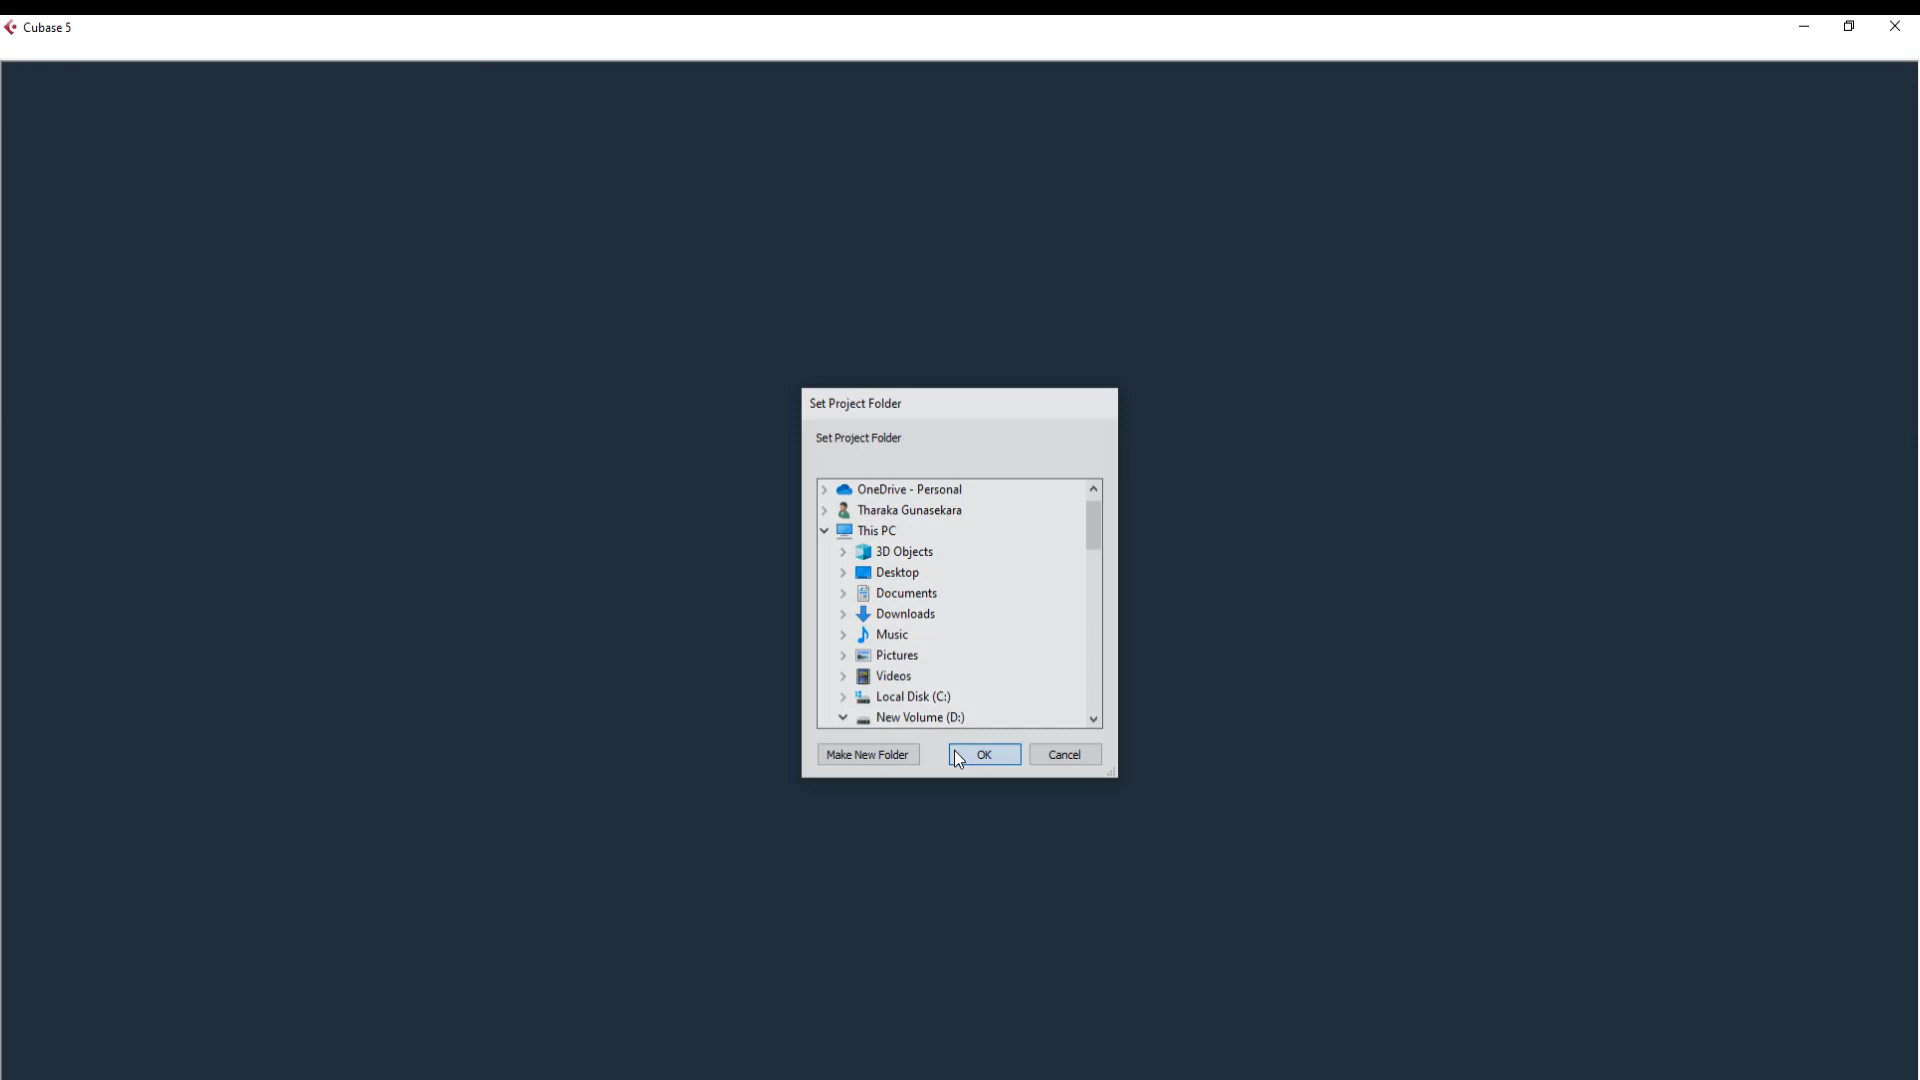 Cubase 5
Set Project Folder
Set Project Folder
OneDrive - Personal
Tharaka Gunasekara
This PC
3D Objects
Desktop
Documents
Downloads
Music
Pictures
Videos
Local Disk (C:)
New Volume (D:)
Make New Folder OK Cancel